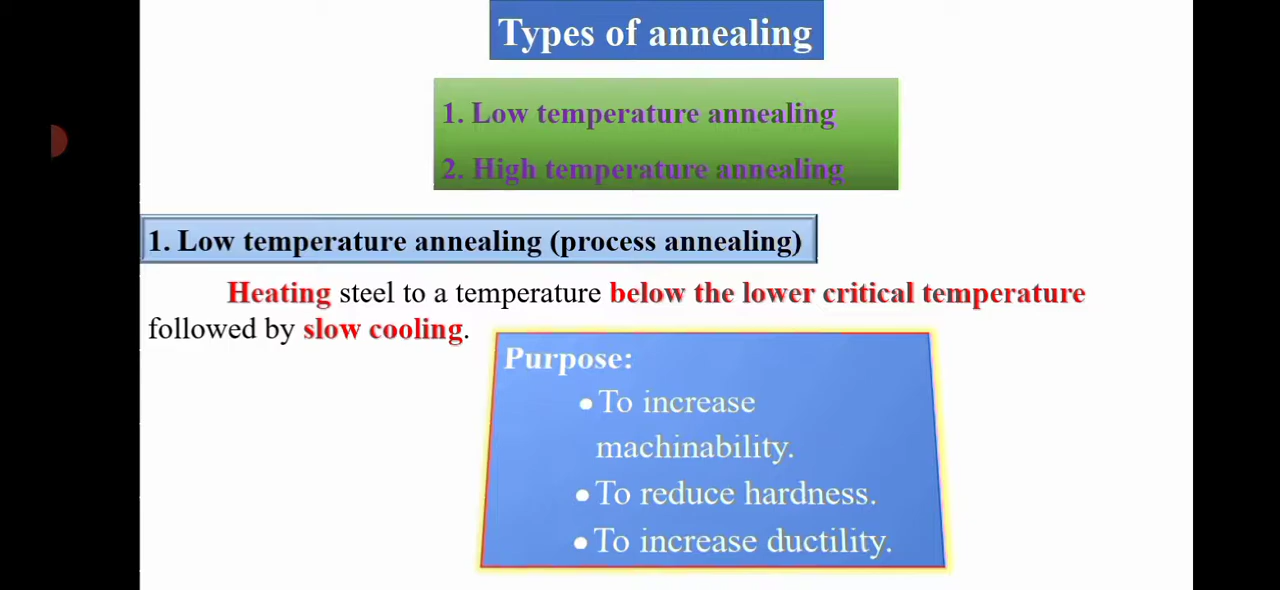 Types of annealing
1. Low temperature annealing
2. High temperature annealing
1. Low temperature annealing (process annealing)
Heating steel to a temperature below the lower critical temperature
followed by slow cooling.
Purpose:
• To increase
machinability.
• To reduce hardness.
• To increase ductility.